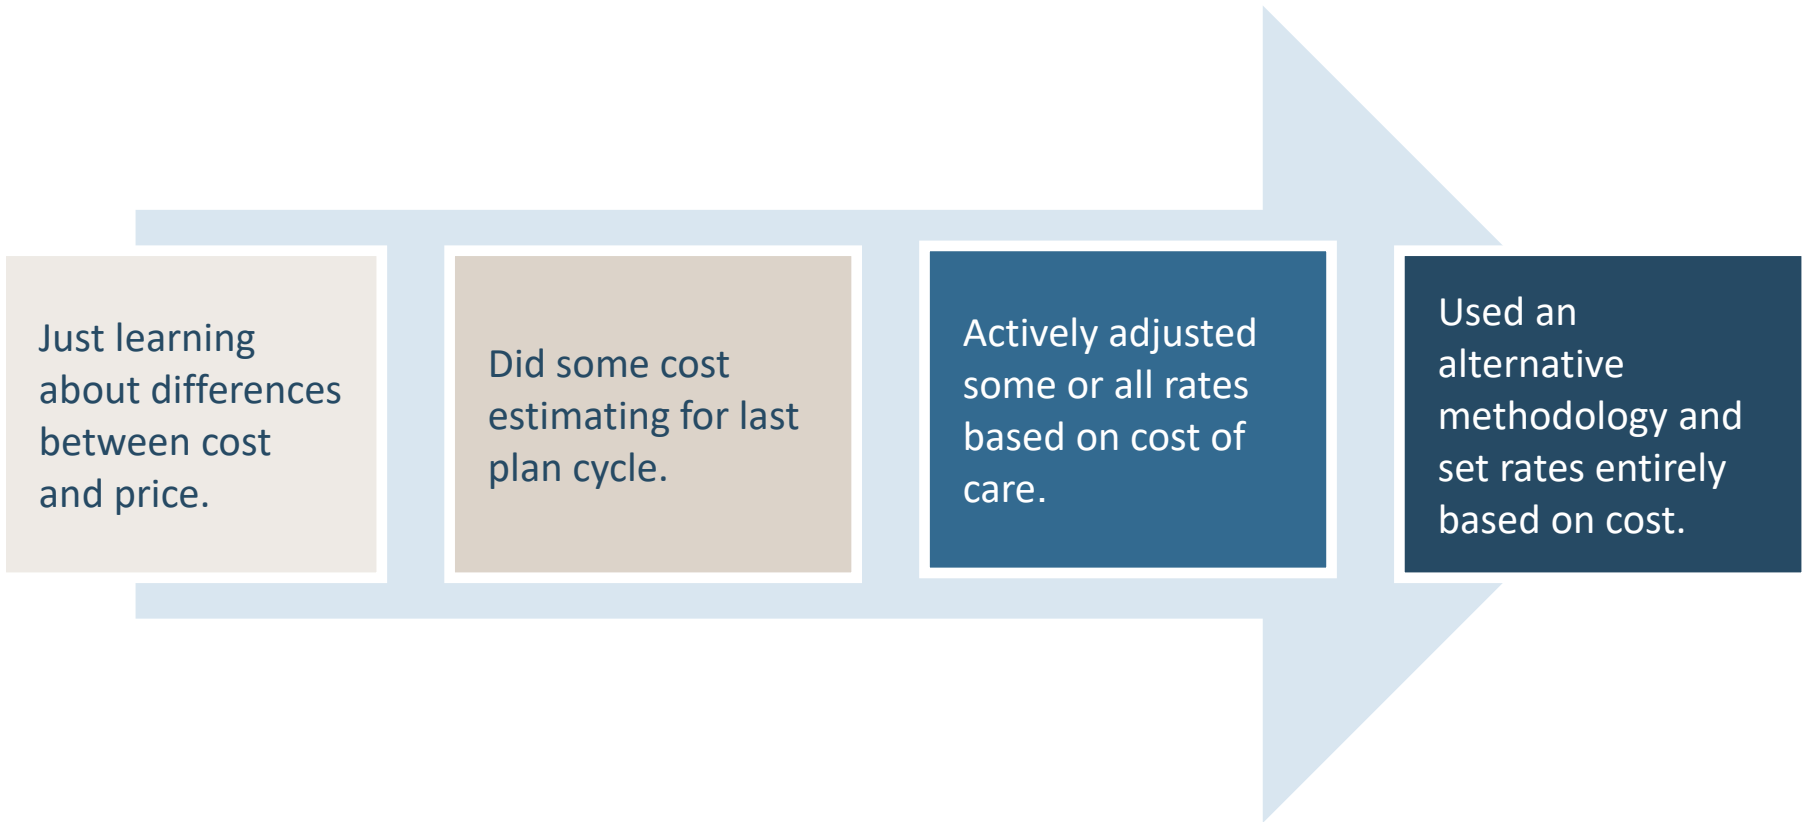 Just learning
about differences
between cost
and price.
Did some cost
estimating for last
plan cycle.
Actively adjusted
some or all rates
based on cost of
care.
Used an
alternative
methodology and
set rates entirely
based on cost.